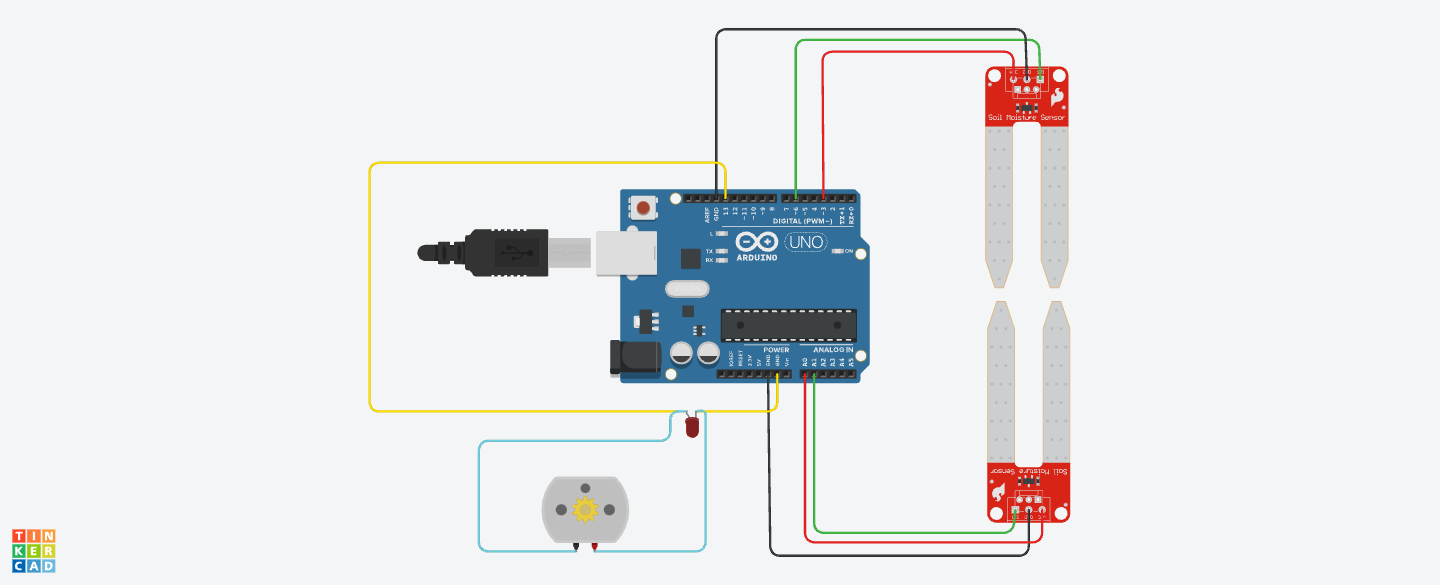 Soil Moisture Sensor
AREF
GND
13
12
~11
~10
~9
8
7
~6
~5
4
~3
2
TX→1
RX←0
DIGITAL (PWM~)
L
TX
RX
UNO
ON
ARDUINO
POWER
ANALOG IN
IOREF
RESET
3.3V
5V
GND
GND
Vin
A0
A1
A2
A3
A4
A5
Soil Moisture Sensor
TIN
KER
CAD